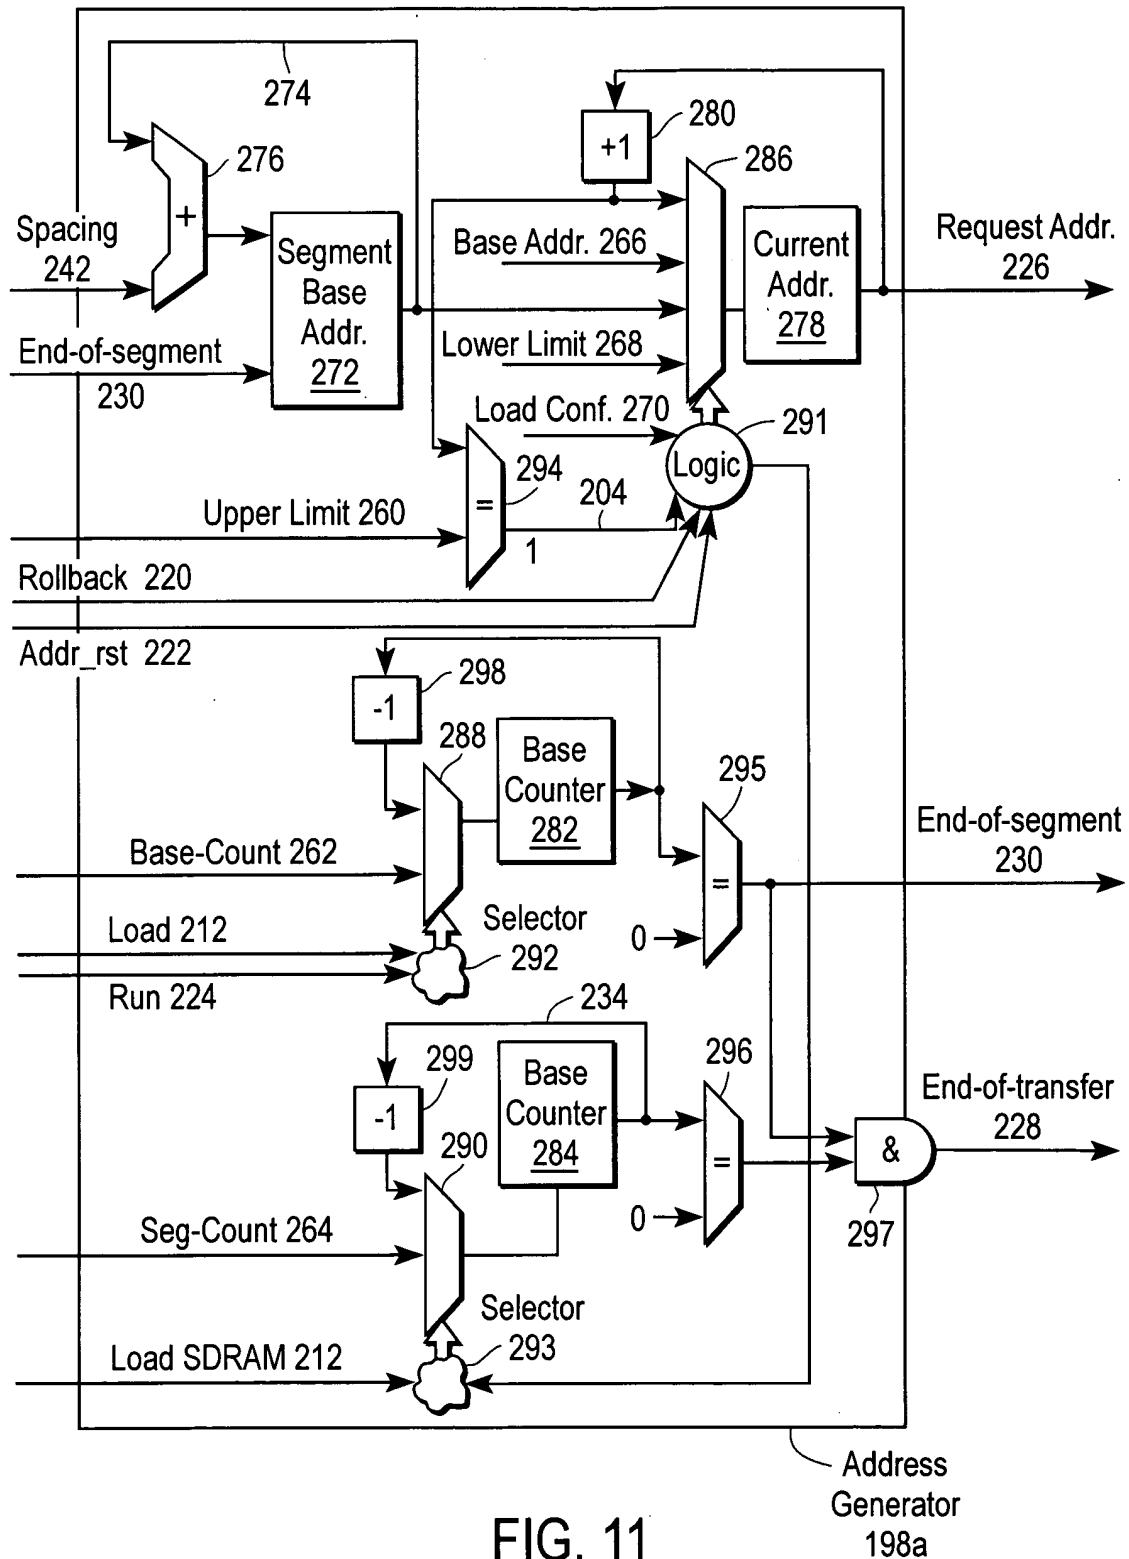 274
276
+
Spacing
242
Segment
Base
Addr.
272
End-of-segment
230
+1
280
286
Base Addr. 266
Current
Addr.
278
Request Addr.
226
Lower Limit 268
Load Conf. 270
291
Logic
294
=
204
1
Upper Limit 260
Rollback 220
Addr_rst 222
-1
298
288
Base
Counter
282
295
=
0
End-of-segment
230
Base-Count 262
Load 212
Run 224
Selector
292
234
-1
299
290
Base
Counter
284
296
=
0
End-of-transfer
228
&
297
Seg-Count 264
Selector
293
Load SDRAM 212
Address
Generator
198a
FIG. 11